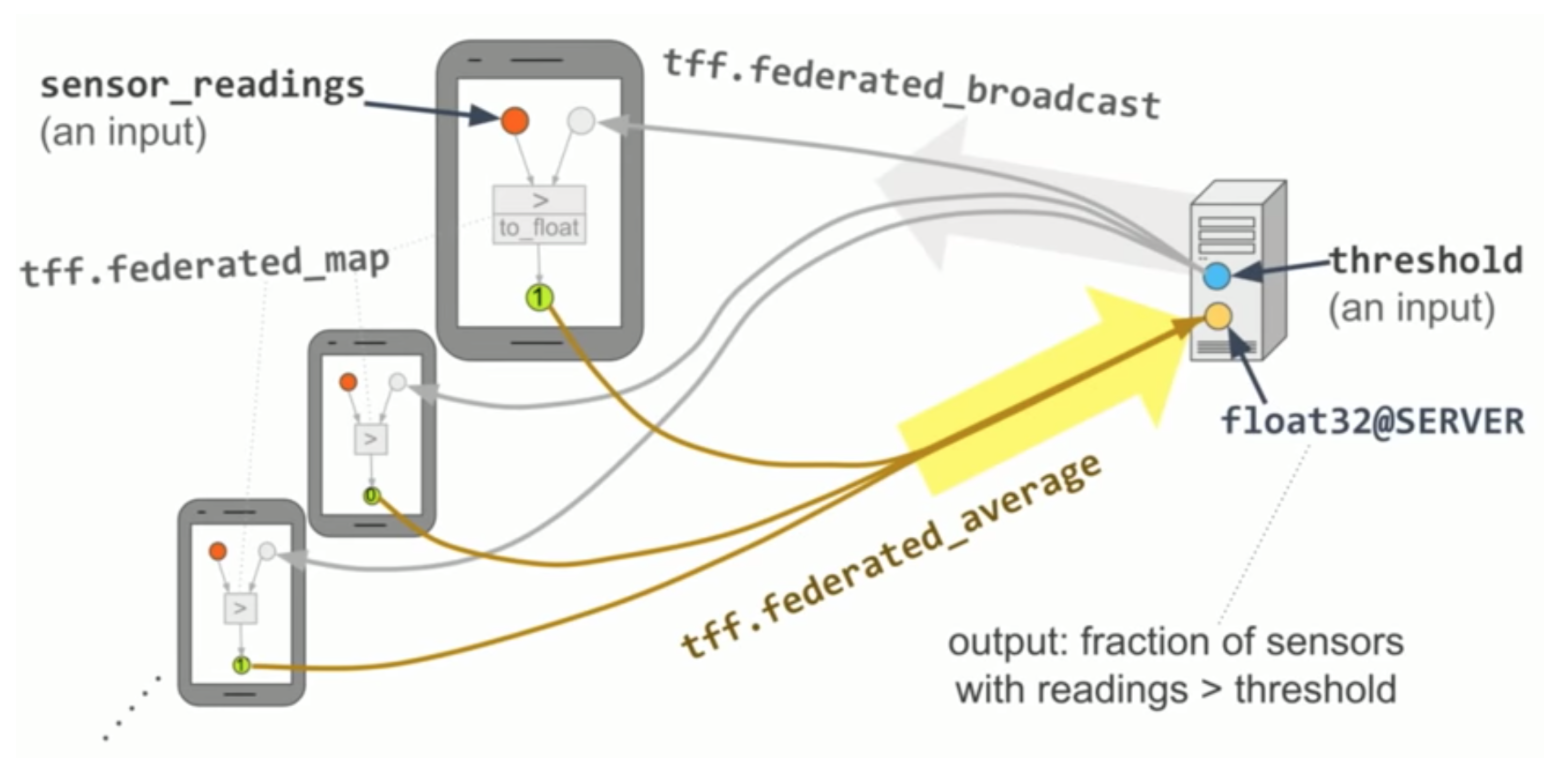 sensor_readings
(an input)
tff.federated_broadcast
>
to_float
1
tff.federated_map
threshold
(an input)
float32@SERVER
>
0
>
1
tff.federated_average
output: fraction of sensors
with readings > threshold